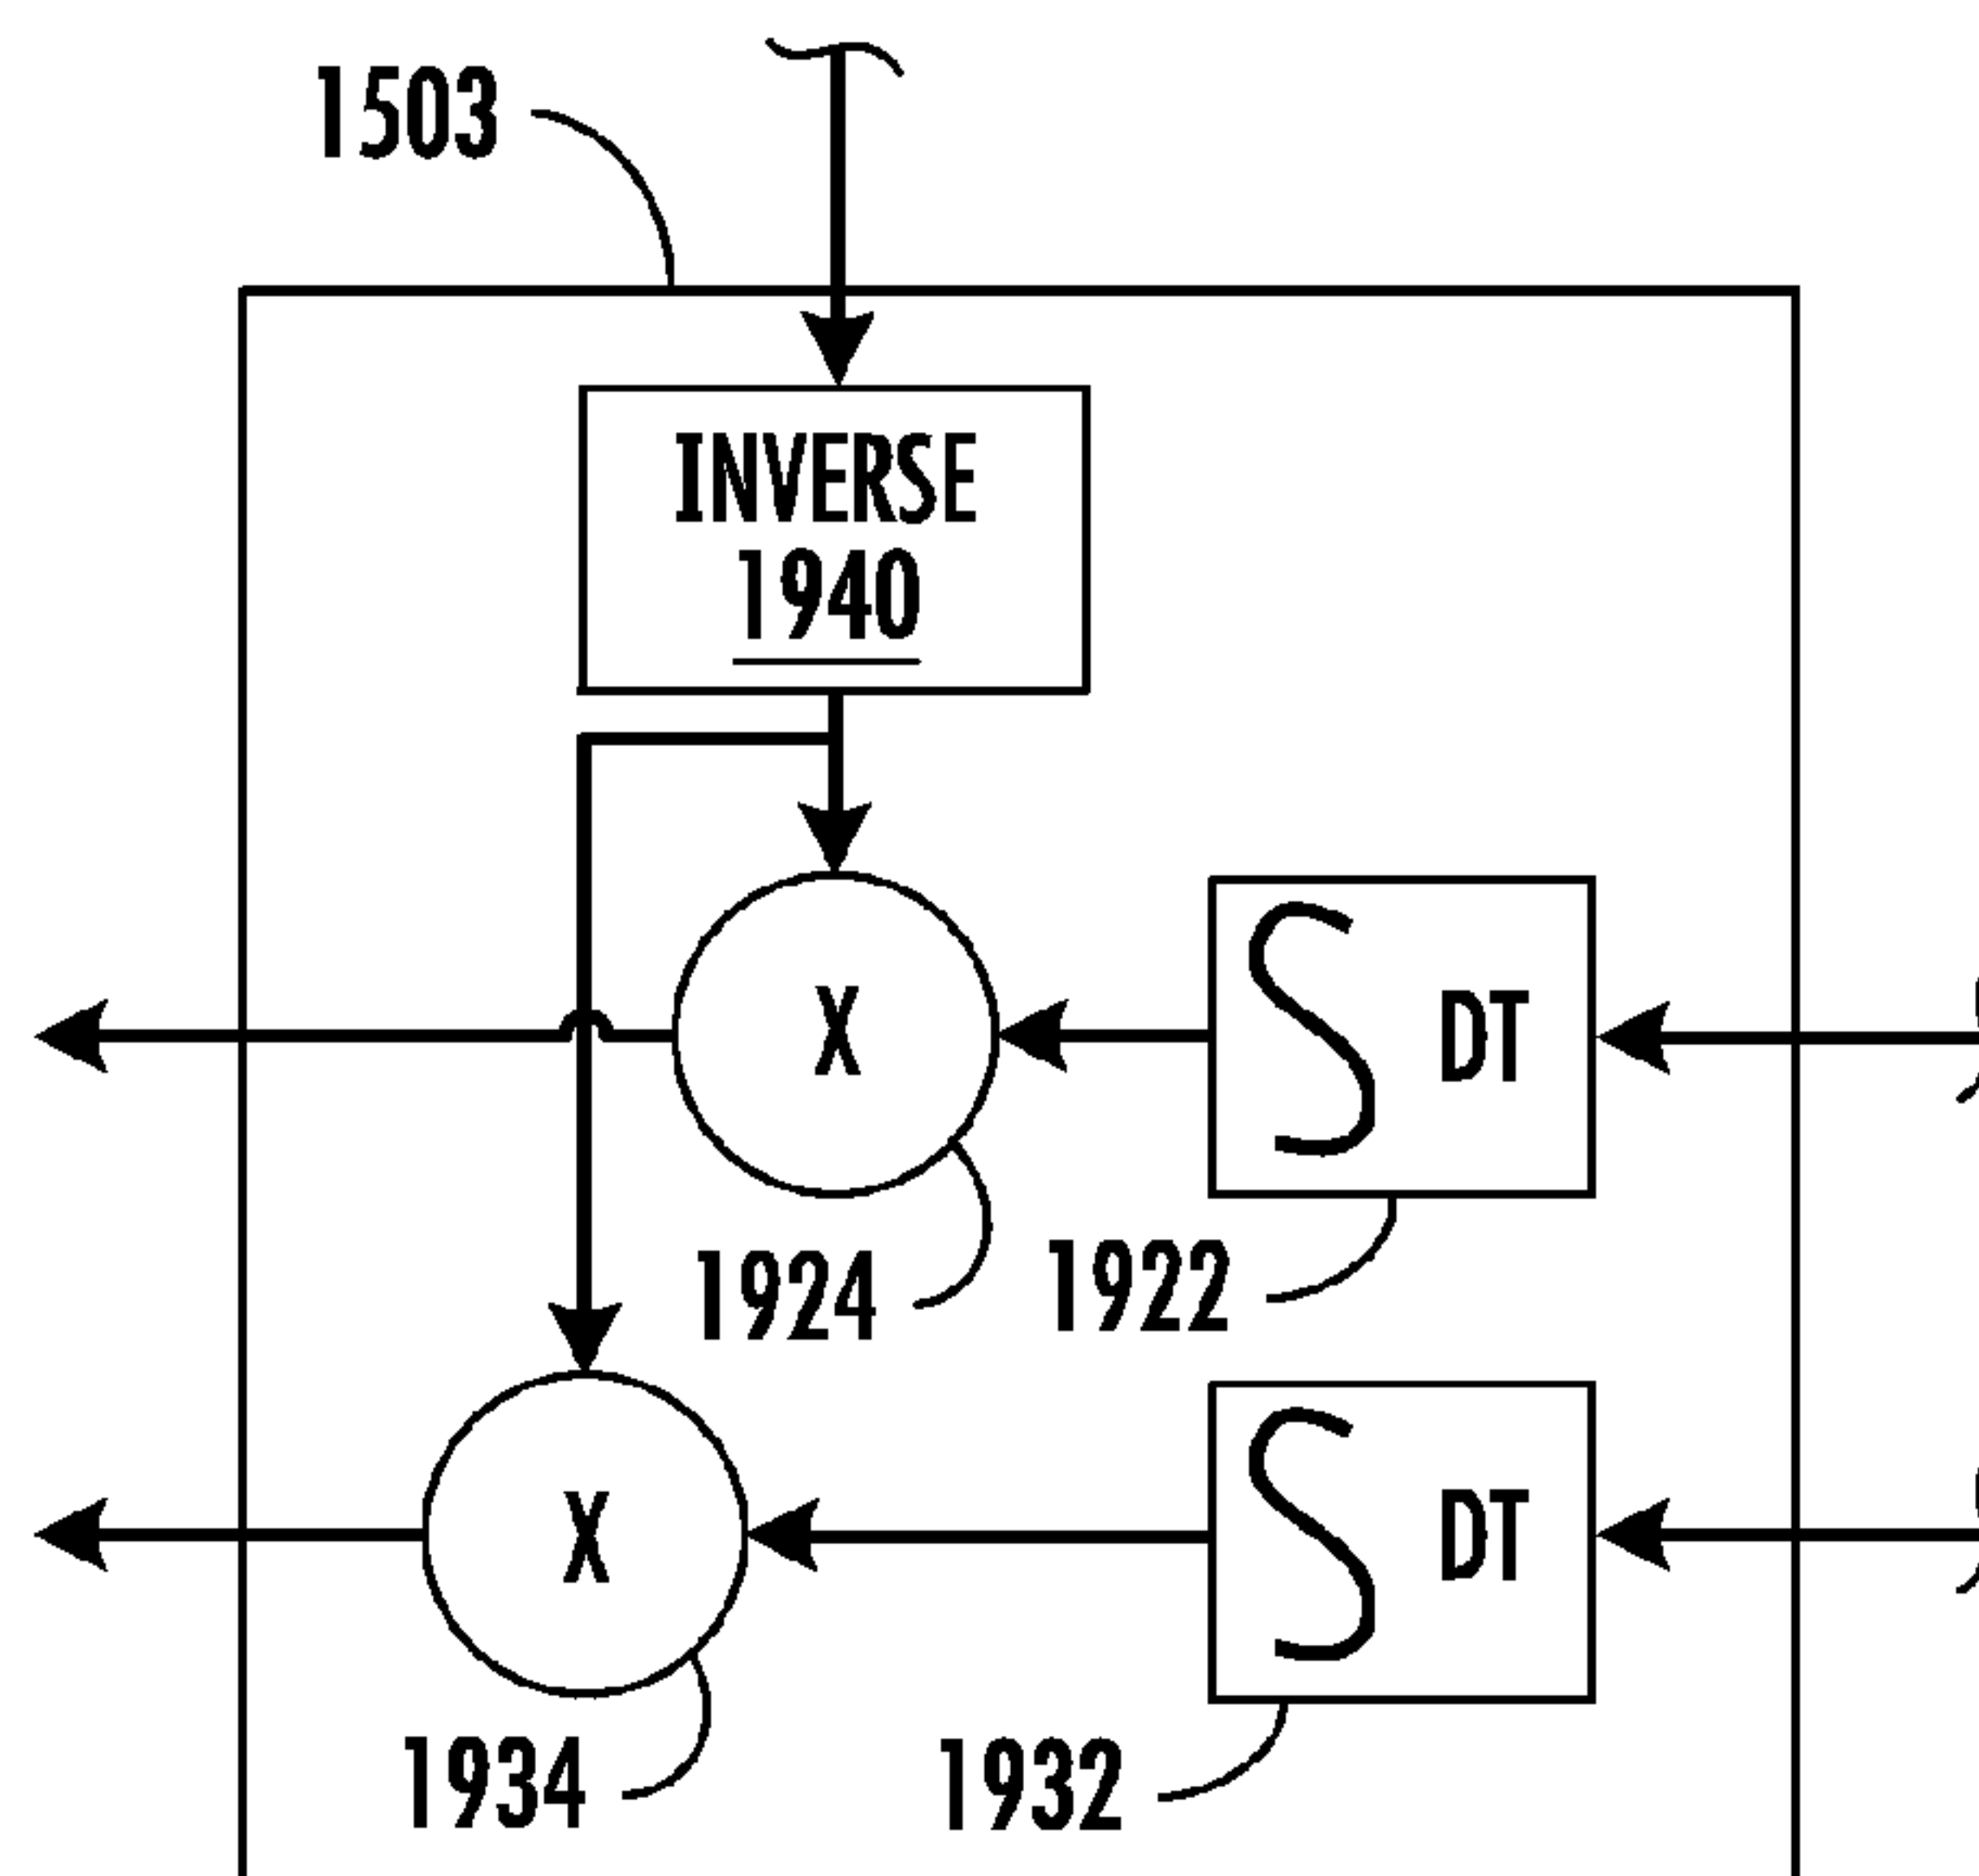 1503
INVERSE
1940
X
∫ DT
1924
1922
X
∫ DT
1934
1932